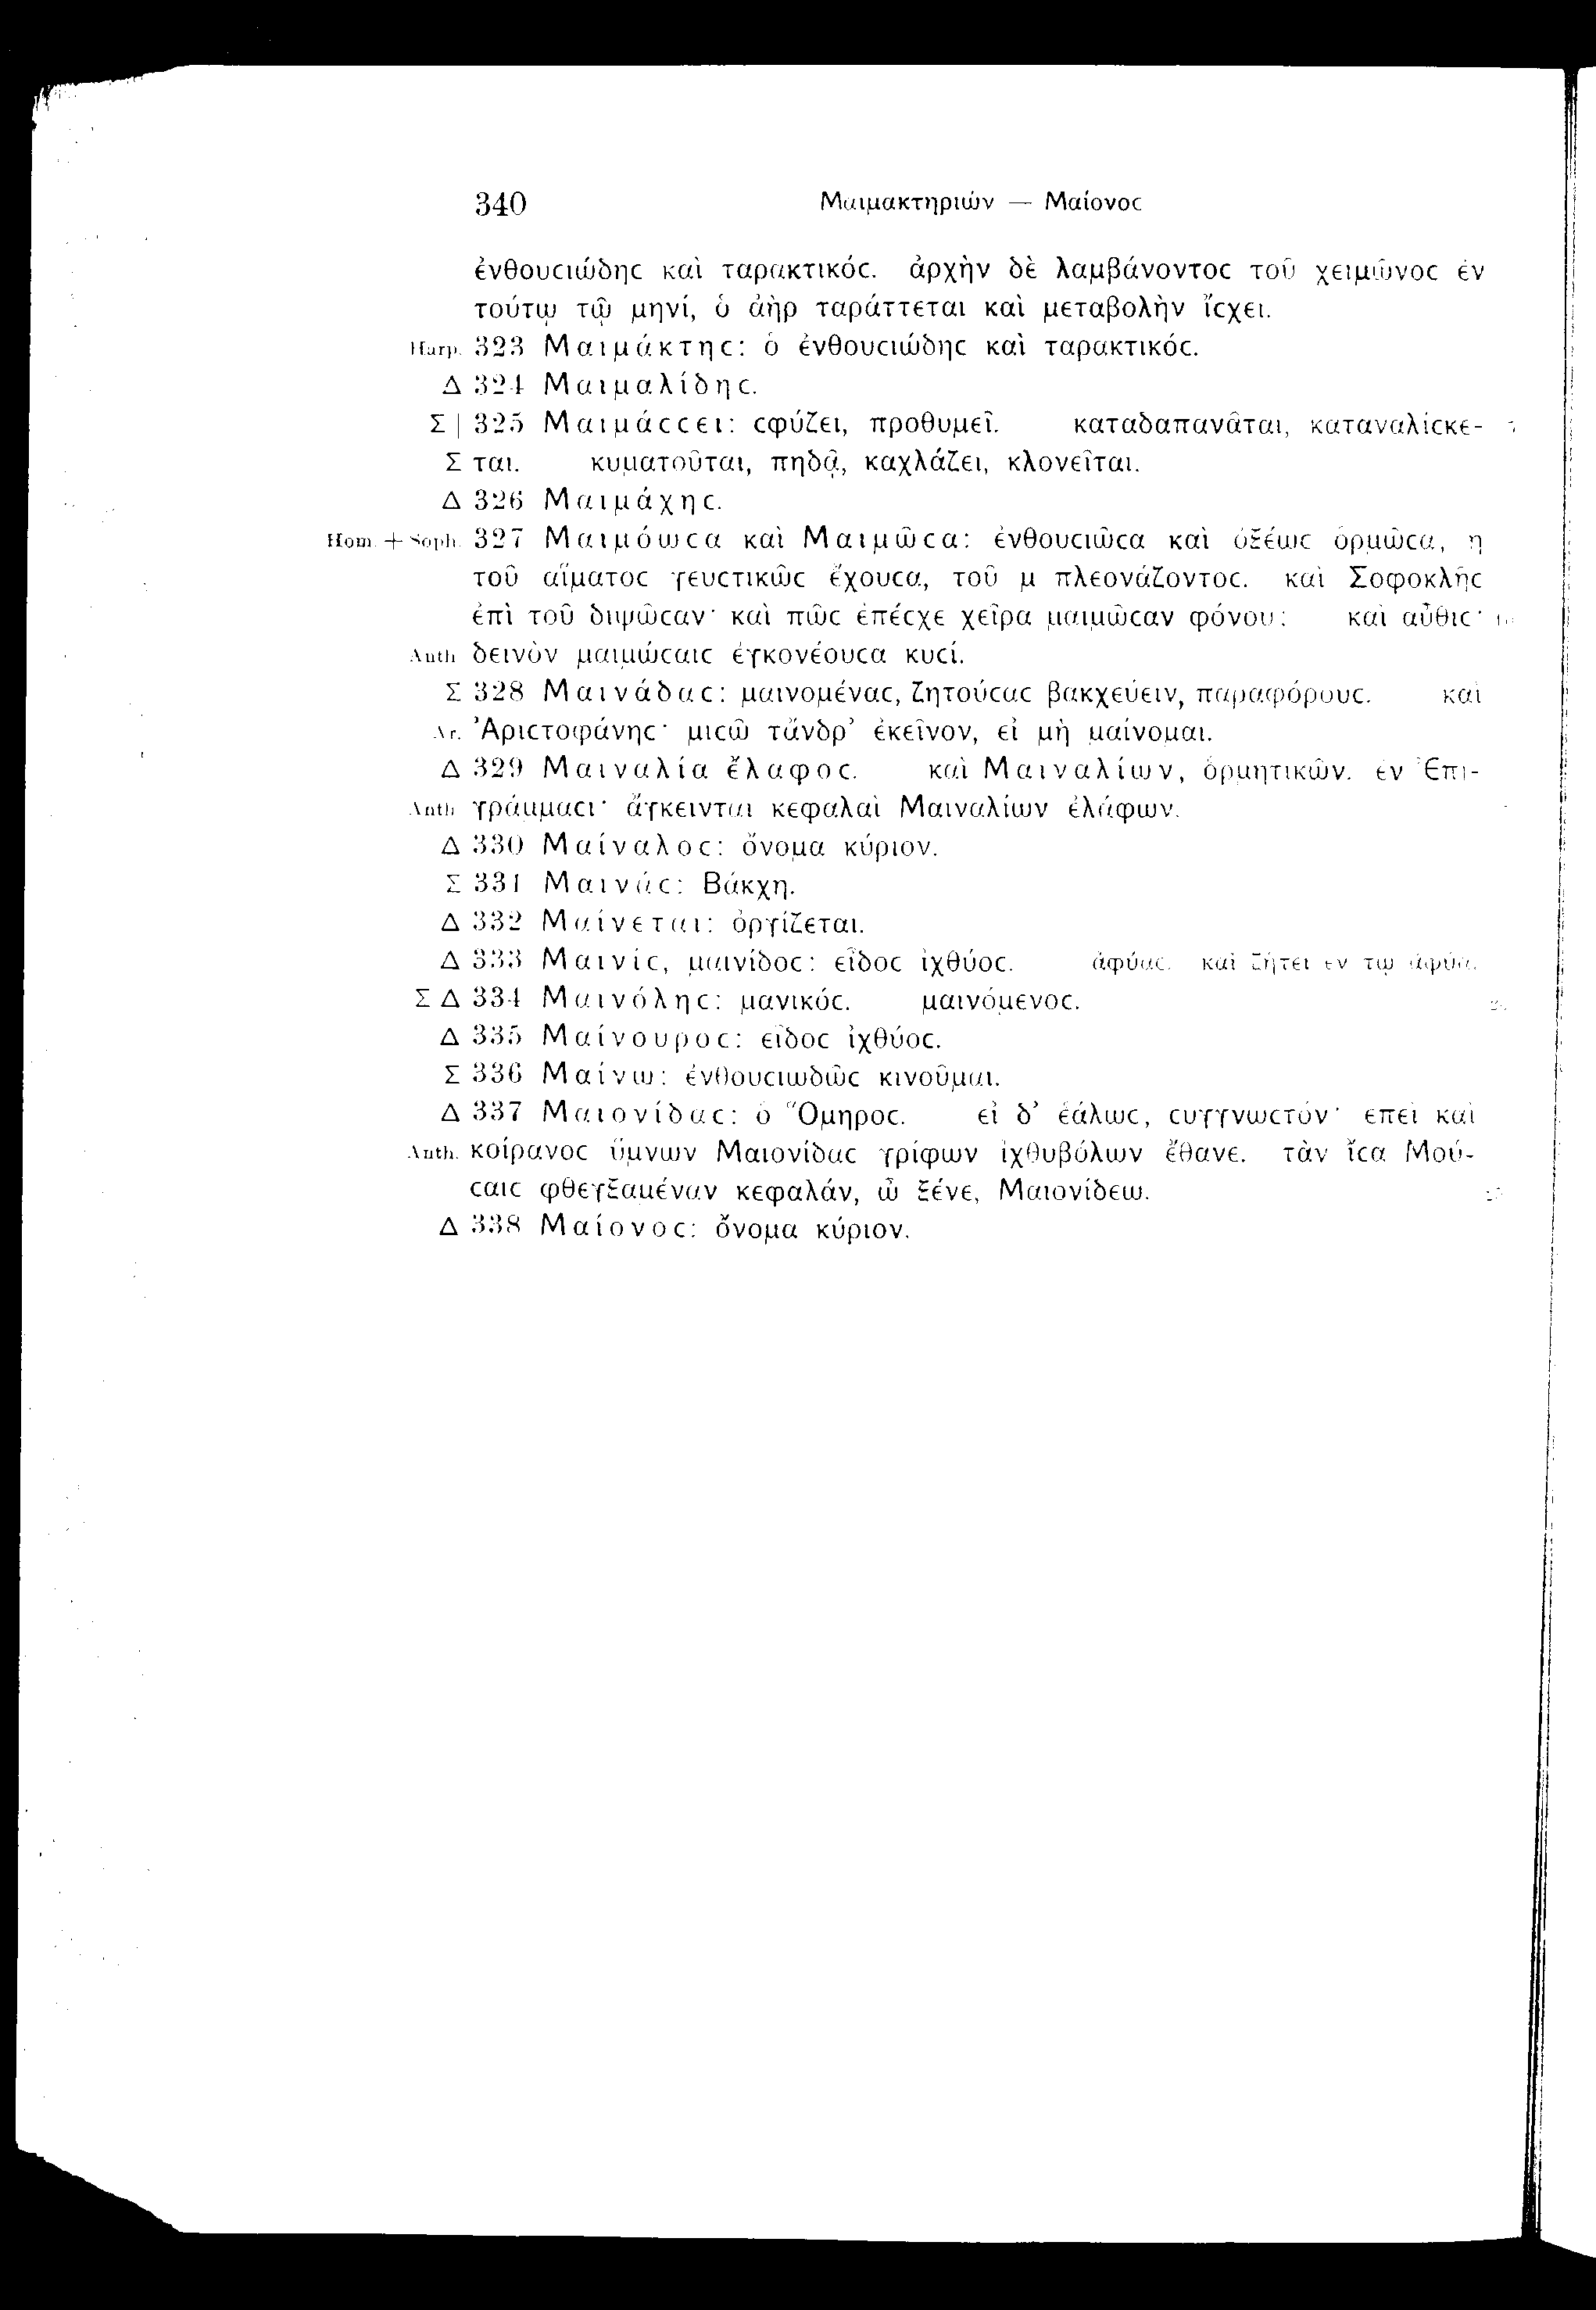 340 Μαιμακτηριών — Μαίονοϲ
ἐνθουϲιώδηϲ καὶ ταρακτικόϲ. ἀρχὴν δὲ λαμβάνοντοϲ τοῦ χειμῶνοϲ ἐν
τούτῳ τῷ μηνί, ὁ ἀὴρ ταράττεται καὶ μεταβολὴν ἴϲχει.
Harp. 323 Μαιμάκτηϲ: ὁ ἐνθουϲιώδηϲ καὶ ταρακτικόϲ.
Δ 324 Μαιμαλίδηϲ.
Σ | 325 Μαιμάϲϲει: ϲφύζει, προθυμεῖ. καταδαπανᾶται, καταναλίϲκε-
Σ ται. κυματοῦται, πηδᾷ, καχλάζει, κλονεῖται.
Δ 326 Μαιμάχηϲ.
Hom. + Soph. 327 Μαιμόωϲα καὶ Μαιμῶϲα: ἐνθουϲιῶϲα καὶ ὀξέωϲ ὁρμῶϲα, ἢ
τοῦ αἵματοϲ γευϲτικῶϲ ἔχουϲα, τοῦ μ πλεονάζοντοϲ. καὶ Σοφοκλῆϲ
ἐπὶ τοῦ διψῶϲαν· καὶ πῶϲ ἐπέϲχε χεῖρα μαιμῶϲαν φόνου; καὶ αὖθιϲ· 10
Anth. δεινὸν μαιμώϲαιϲ ἐγκονέουϲα κυϲί.
Σ 328 Μαινάδαϲ: μαινομέναϲ, ζητούϲαϲ βακχεύειν, παραφόρουϲ. καὶ
Ar. Ἀριϲτοφάνηϲ· μιϲῶ τἄνδρ’ ἐκεῖνον, εἰ μὴ μαίνομαι.
Δ 329 Μαιναλία ἔλαφοϲ. καὶ Μαιναλίων, ὁρμητικῶν. ἐν Ἐπι-
Anth. γράμμαϲι· ἄγκεινται κεφαλαὶ Μαιναλίων ἐλάφων.
Δ 330 Μαίναλοϲ: ὄνομα κύριον.
Σ 331 Μαινάϲ: Βάκχη.
Δ 332 Μαίνεται: ὀργίζεται.
Δ 333 Μαινίϲ, μαινίδοϲ: εἶδοϲ ἰχθύοϲ. ἀφύαϲ. καὶ ζήτει ἐν τῷ ἀφύα.
Σ Δ 334 Μαινόληϲ: μανικόϲ. μαινόμενοϲ.
Δ 335 Μαίνουροϲ: εἶδοϲ ἰχθύοϲ.
Σ 336 Μαίνω: ἐνθουϲιωδῶϲ κινοῦμαι.
Δ 337 Μαιονίδαϲ: ὁ Ὅμηροϲ. εἰ δ’ ἑάλωϲ, ϲυγγνωϲτόν· ἐπεὶ καὶ
Anth. κοίρανοϲ ὕμνων Μαιονίδαϲ γρίφων ἰχθυβόλων ἔθανε. τὰν ἴϲα Μού-
ϲαιϲ φθεγξαμέναν κεφαλάν, ὦ ξένε, Μαιονίδεω.
Δ 338 Μαίονοϲ: ὄνομα κύριον.